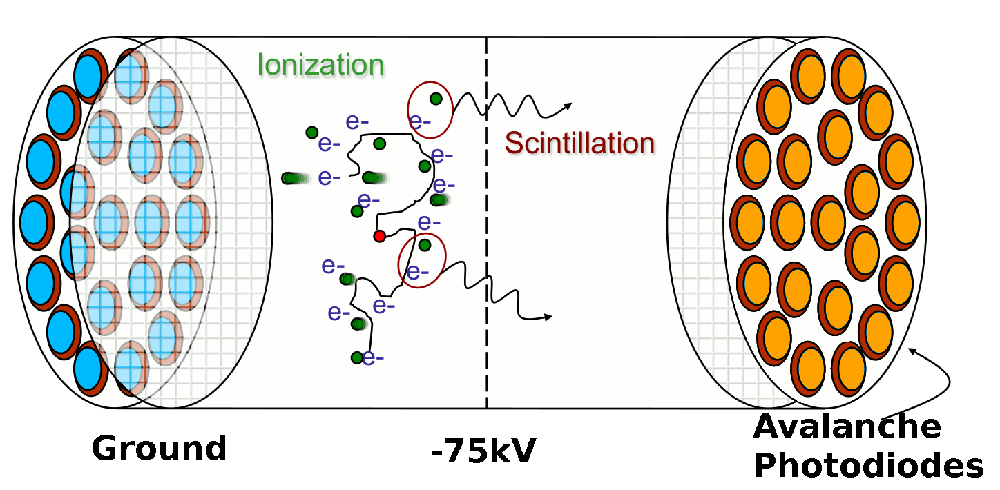 Ionization
e-
e-
e-
Scintillation
e-
e-
e-
e-
e-
e-
e-
e-
e-
e-
Ground
-75kV
Avalanche
Photodiodes